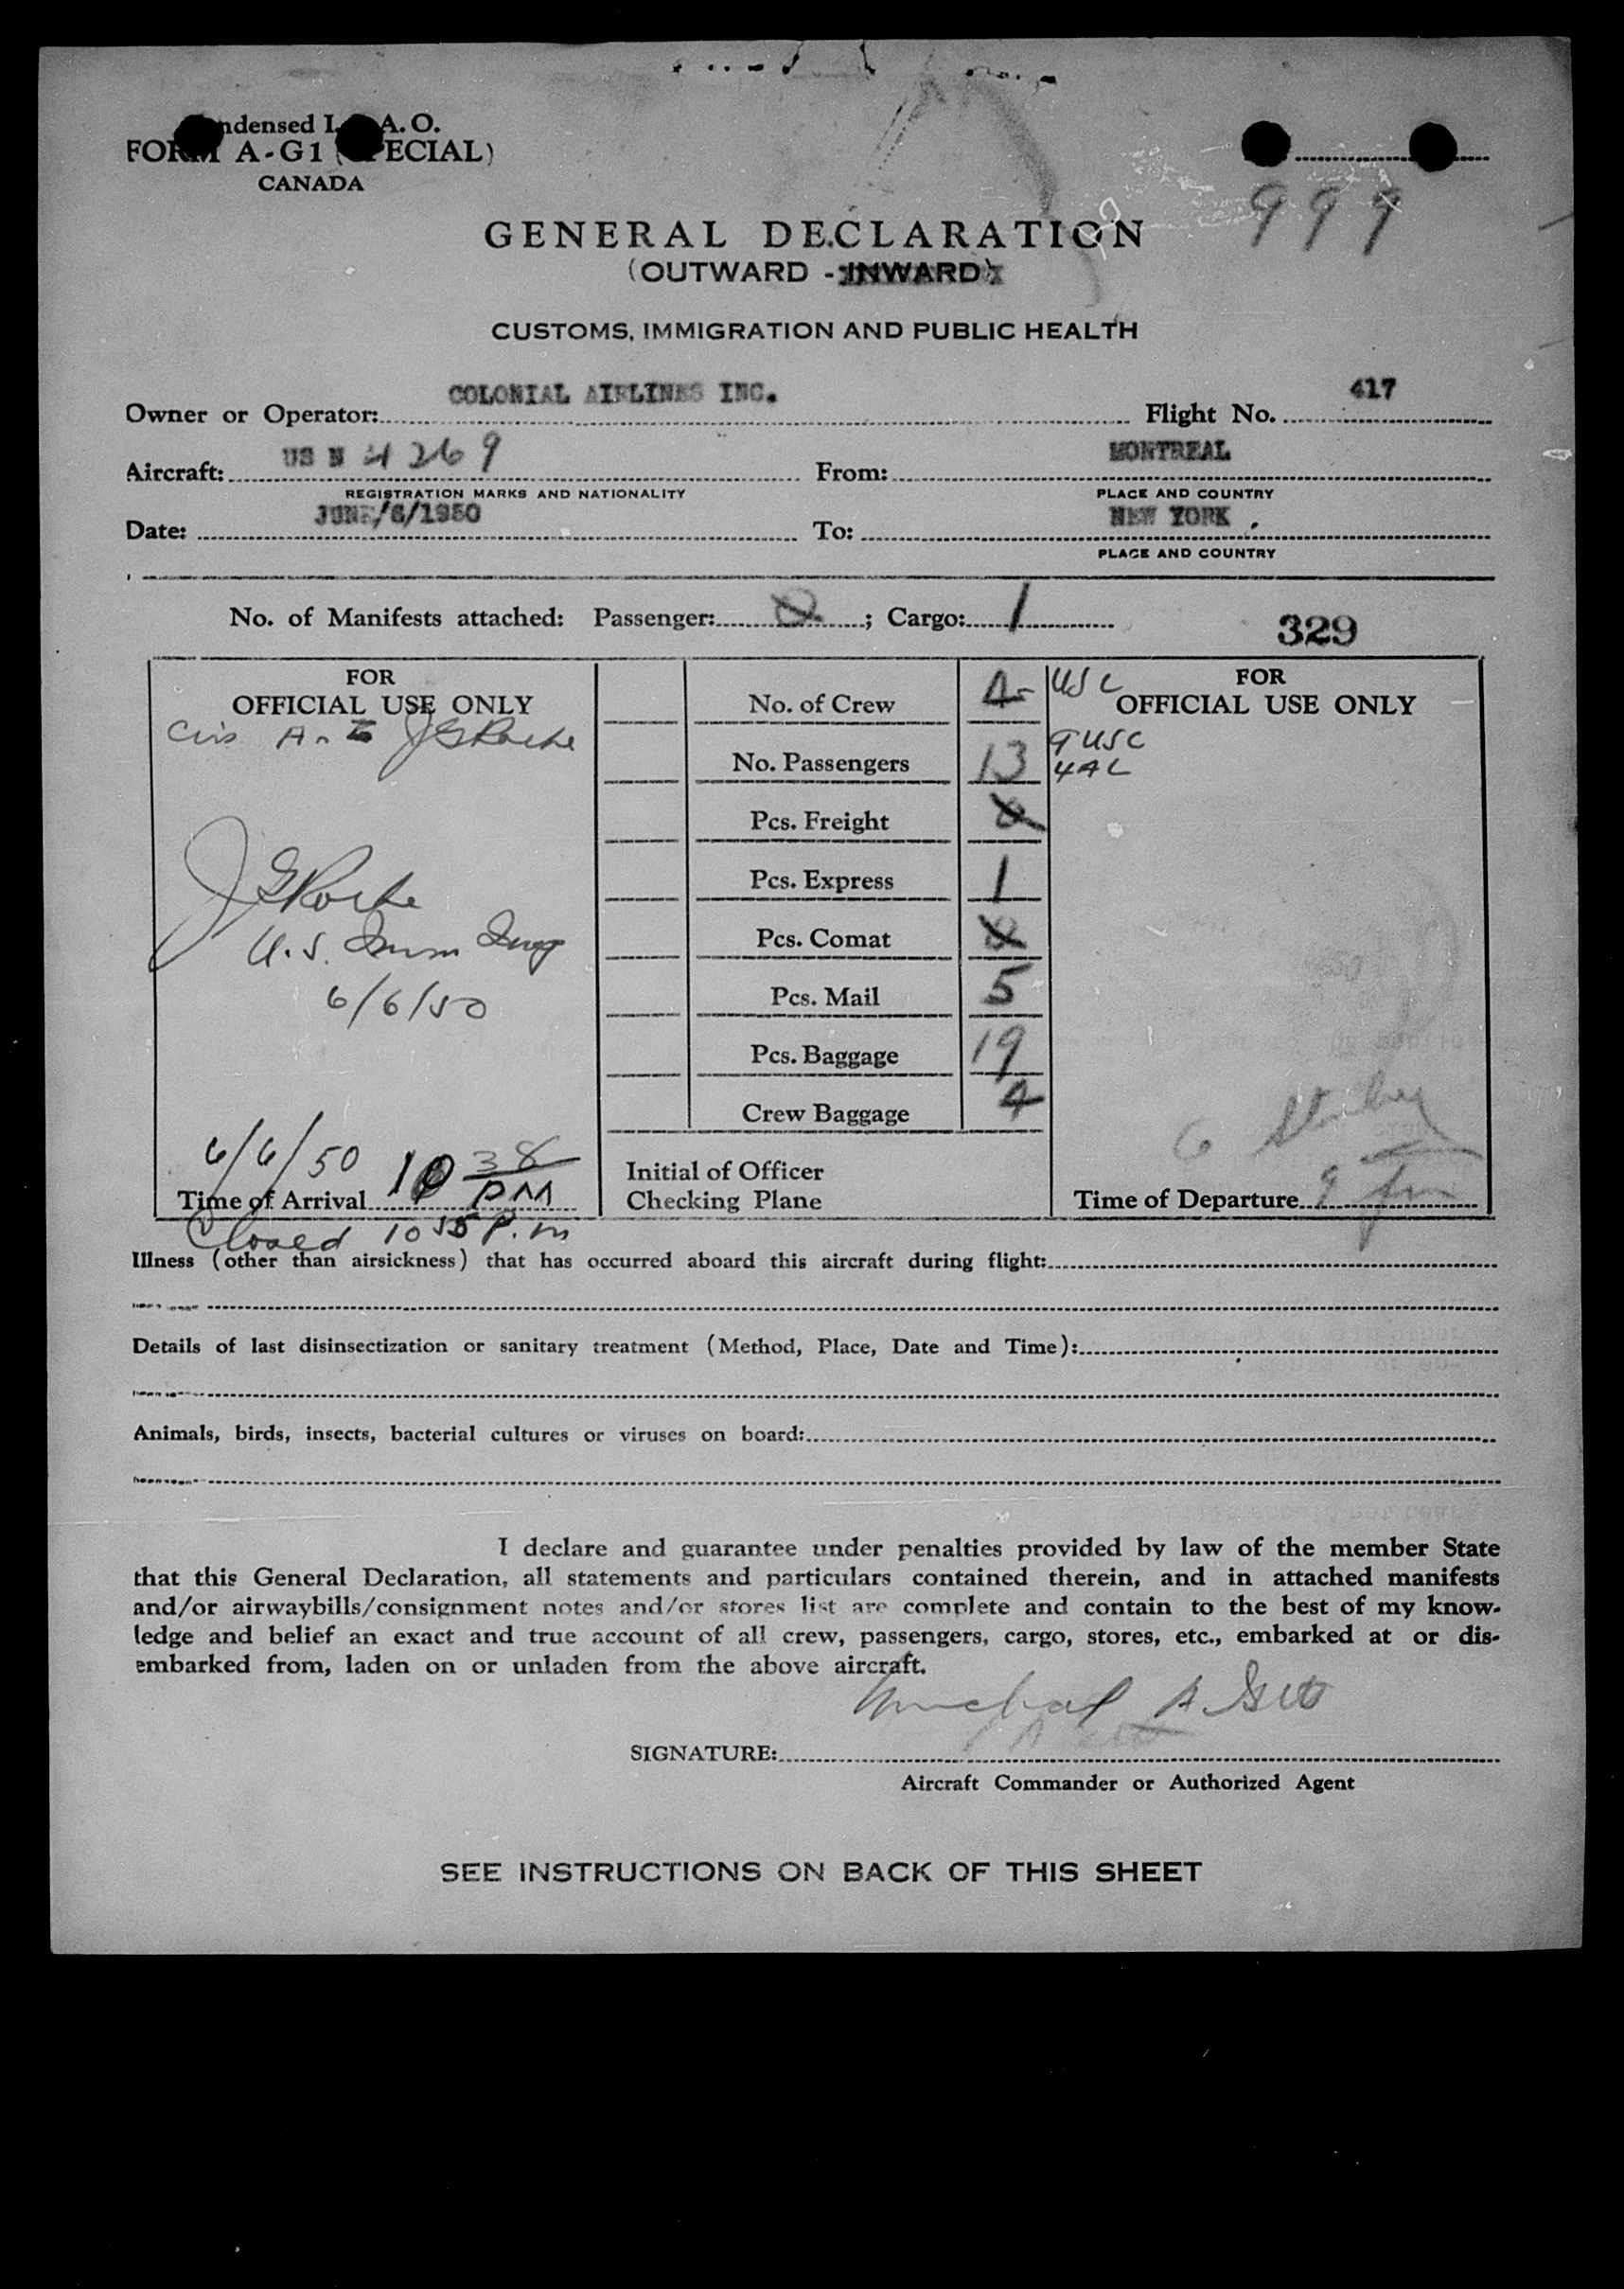 Condensed I. A. O.
FORM A-G1 (SPECIAL)
CANADA
999
GENERAL DECLARATION
(OUTWARD - INWARD)
CUSTOMS, IMMIGRATION AND PUBLIC HEALTH
Owner or Operator: COLONIAL AIRLINES INC. Flight No. 417
Aircraft: US N 4269 From: MONTREAL
REGISTRATION MARKS AND NATIONALITY PLACE AND COUNTRY
Date: JUNE/6/1950 To: NEW YORK.
PLACE AND COUNTRY
No. of Manifests attached: Passenger: 0; Cargo: 1
329
FOR
OFFICIAL USE ONLY
A- to JGRoche
JGRoche
U.S. Imm Insp
6/6/50
6/6/50 10 38 PM
Time of Arrival
Closed 10 55 P.m
No. of Crew 4- USC
No. Passengers 13 9 USC
4 AL
Pcs. Freight 0
Pcs. Express 1
Pcs. Comat 0
Pcs. Mail 5
Pcs. Baggage 19
Crew Baggage 4
Initial of Officer
Checking Plane
FOR
OFFICIAL USE ONLY
Time of Departure 9 pm
Illness (other than airsickness) that has occurred aboard this aircraft during flight:
Details of last disinsectization or sanitary treatment (Method, Place, Date and Time):
Animals, birds, insects, bacterial cultures or viruses on board:
I declare and guarantee under penalties provided by law of the member State
that this General Declaration, all statements and particulars contained therein, and in attached manifests
and/or airwaybills/consignment notes and/or stores list are complete and contain to the best of my know-
ledge and belief an exact and true account of all crew, passengers, cargo, stores, etc., embarked at or dis-
embarked from, laden on or unladen from the above aircraft.
Michael A
SIGNATURE:
Aircraft Commander or Authorized Agent
SEE INSTRUCTIONS ON BACK OF THIS SHEET